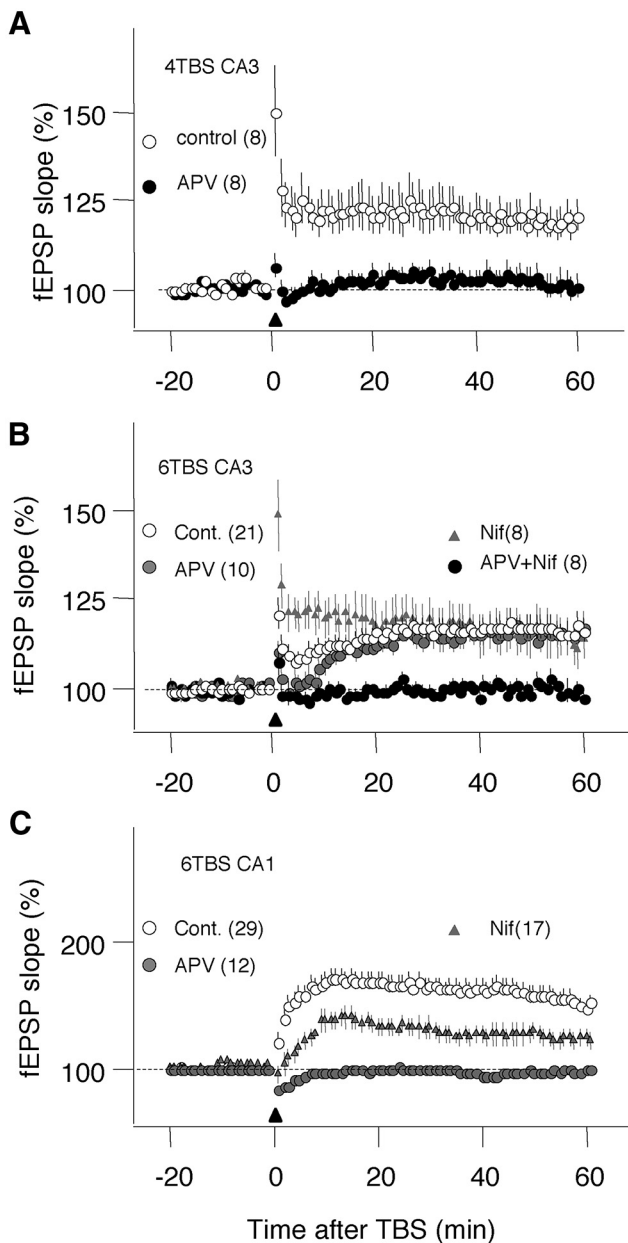 A
4TBS CA3
150
control (8)
APV (8)
125
100
fEPSP slope (%)
-20 0 20 40 60
B
6TBS CA3
150
Cont. (21) Nif(8)
APV (10) APV+Nif (8)
125
100
fEPSP slope (%)
-20 0 20 40 60
C
6TBS CA1
Cont. (29) Nif(17)
200
APV (12)
100
fEPSP slope (%)
-20 0 20 40 60
Time after TBS (min)